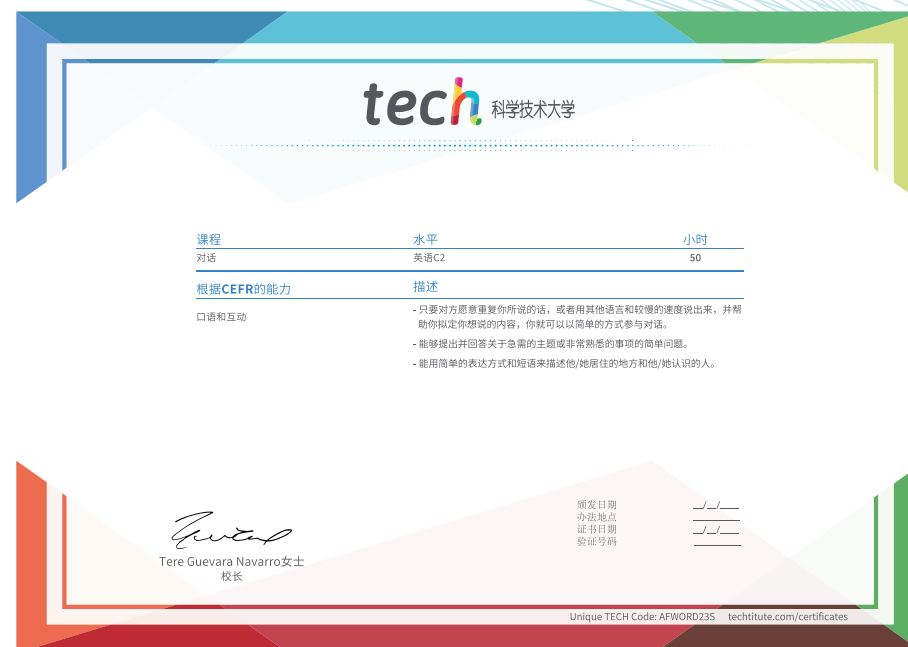 tech 科学技术大学
课程 水平 小时
对话 英语C2 50
根据CEFR的能力 描述
口语和互动
- 只要对方愿意重复你所说的话，或者用其他语言和较慢的速度说出来，并帮
助你拟定你想说的内容，你就可以以简单的方式参与对话。
- 能够提出并回答关于急需的主题或非常熟悉的事项的简单问题。
- 能用简单的表达方式和短语来描述他/她居住的地方和他/她认识的人。
颁发日期 __/__/____
办法地点 ________
证书日期 __/__/____
验证号码 ________
Tere Guevara Navarro女士
校长
Unique TECH Code: AFWORD23S techtitute.com/certificates